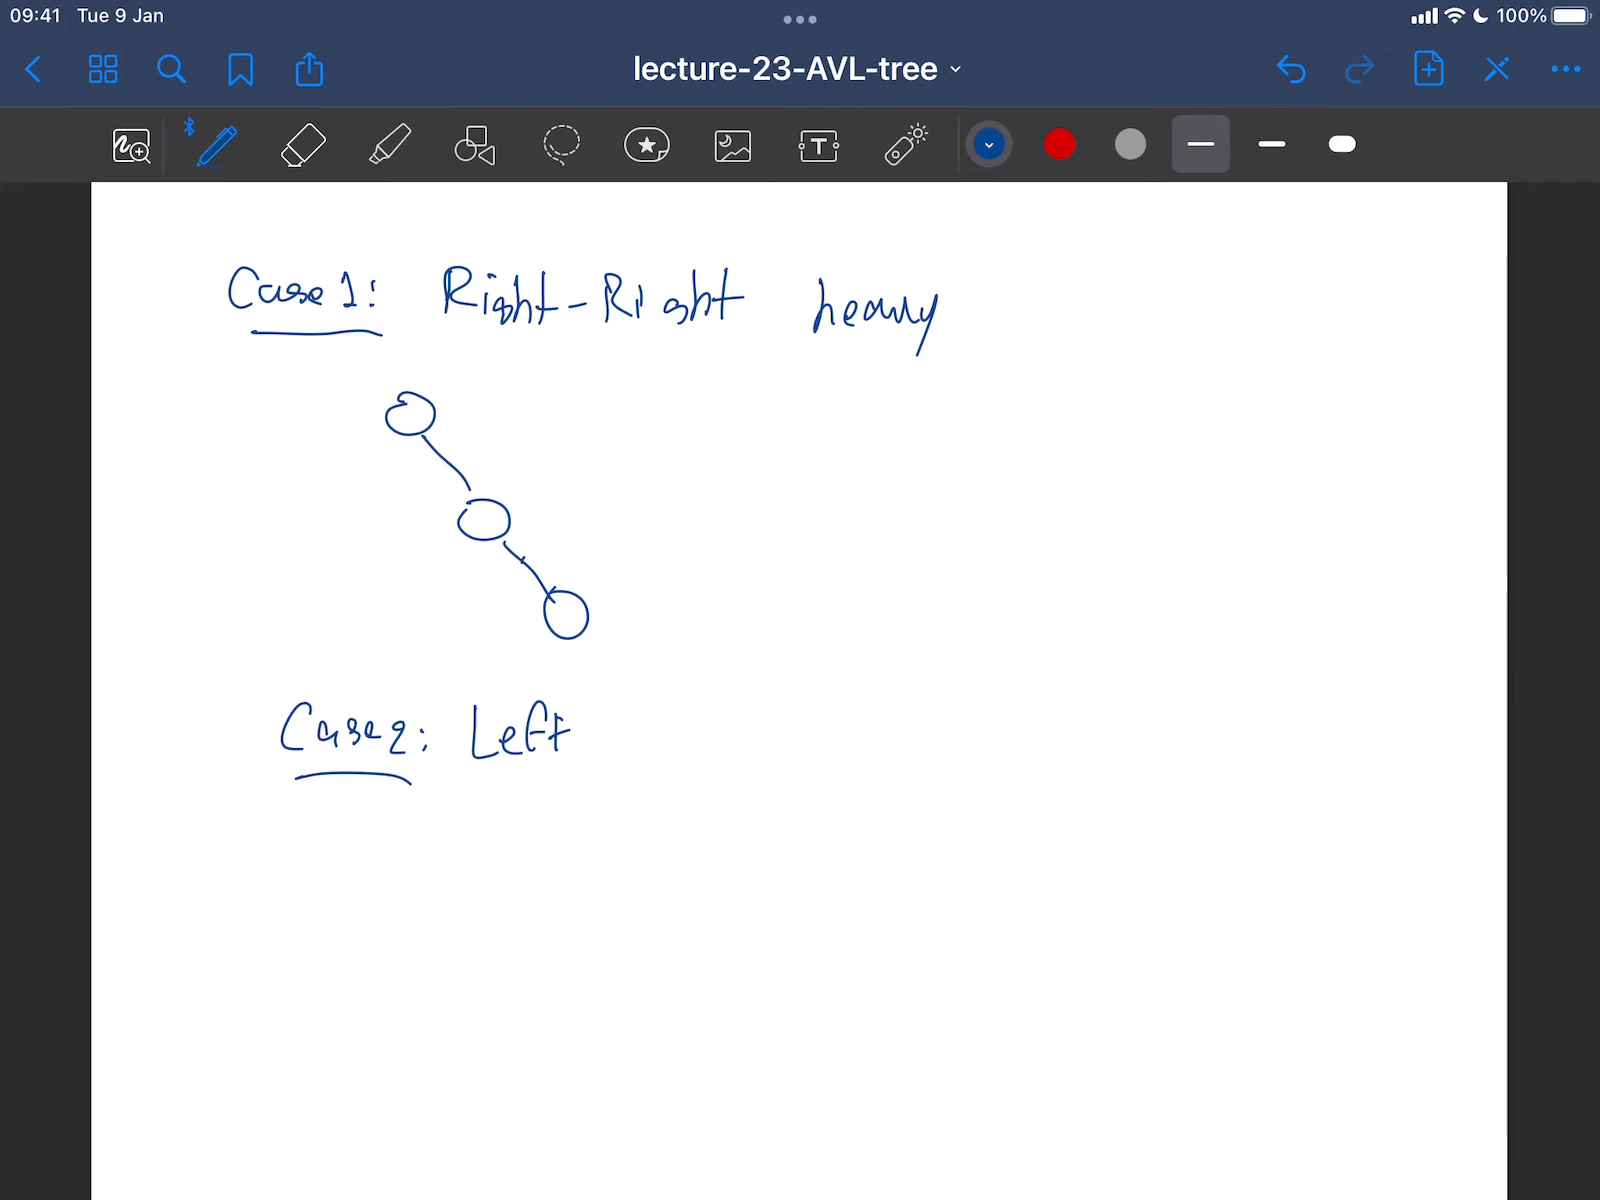 09:41 Tue 9 Jan 100%
lecture-23-AVL-tree
T
Case 1: Right-Right heavy
Case 2: Left